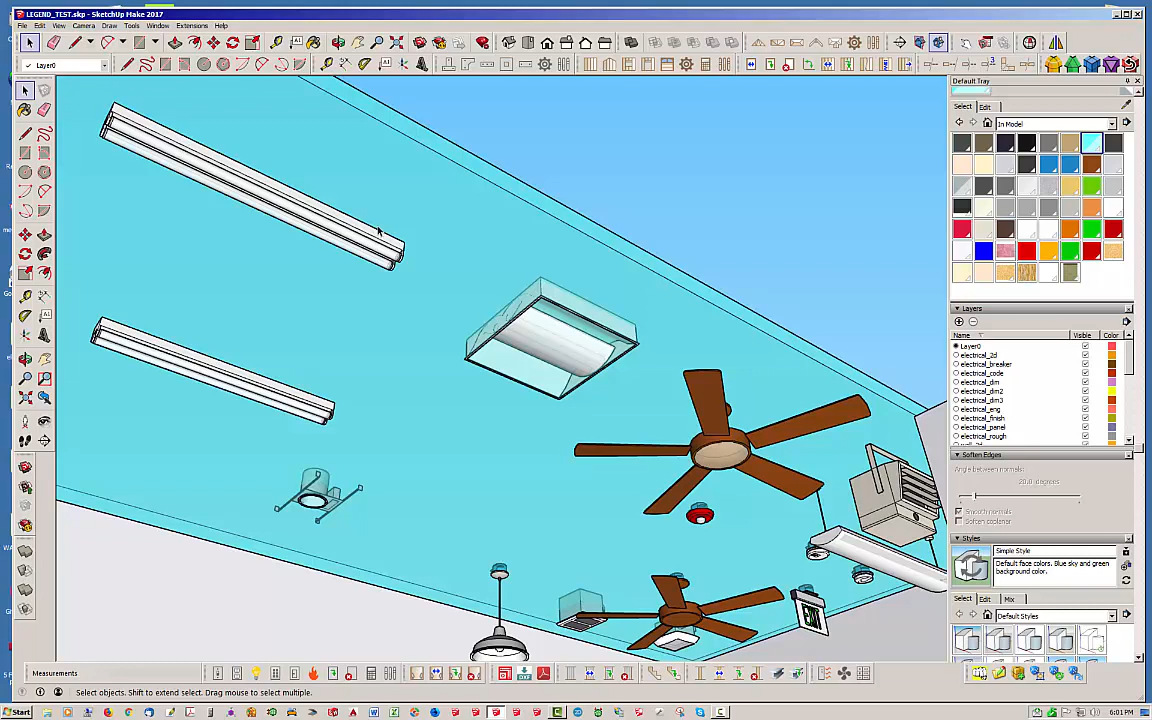 LEGEND_TEST.skp - SketchUp Make 2017
File Edit View Camera Draw Tools Window Extensions Help
Layer0
Default Tray
Select Edit
In Model
Layers
Name Visible Color
Layer0
electrical_2d
electrical_breaker
electrical_code
electrical_dim
electrical_dim2
electrical_dim3
electrical_eng
electrical_finish
electrical_panel
electrical_rough
Soften Edges
Angle between normals:
20.0 degrees
Smooth normals
Soften coplanar
Styles
Simple Style
Default face colors. Blue sky and green
background color.
Select Edit Mix
Default Styles
EXIT
Measurements
Select objects. Shift to extend select. Drag mouse to select multiple.
Start
6:01 PM